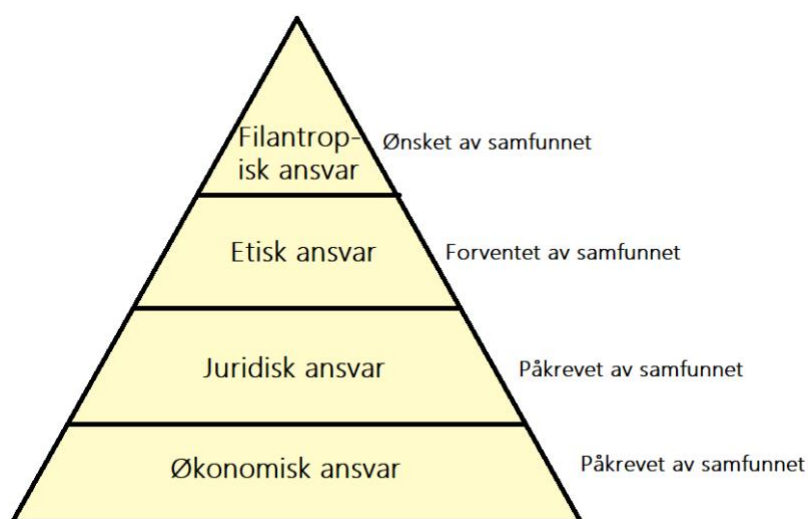 Filantrop-
isk ansvar
Ønsket av samfunnet
Etisk ansvar
Forventet av samfunnet
Juridisk ansvar
Påkrevet av samfunnet
Økonomisk ansvar
Påkrevet av samfunnet